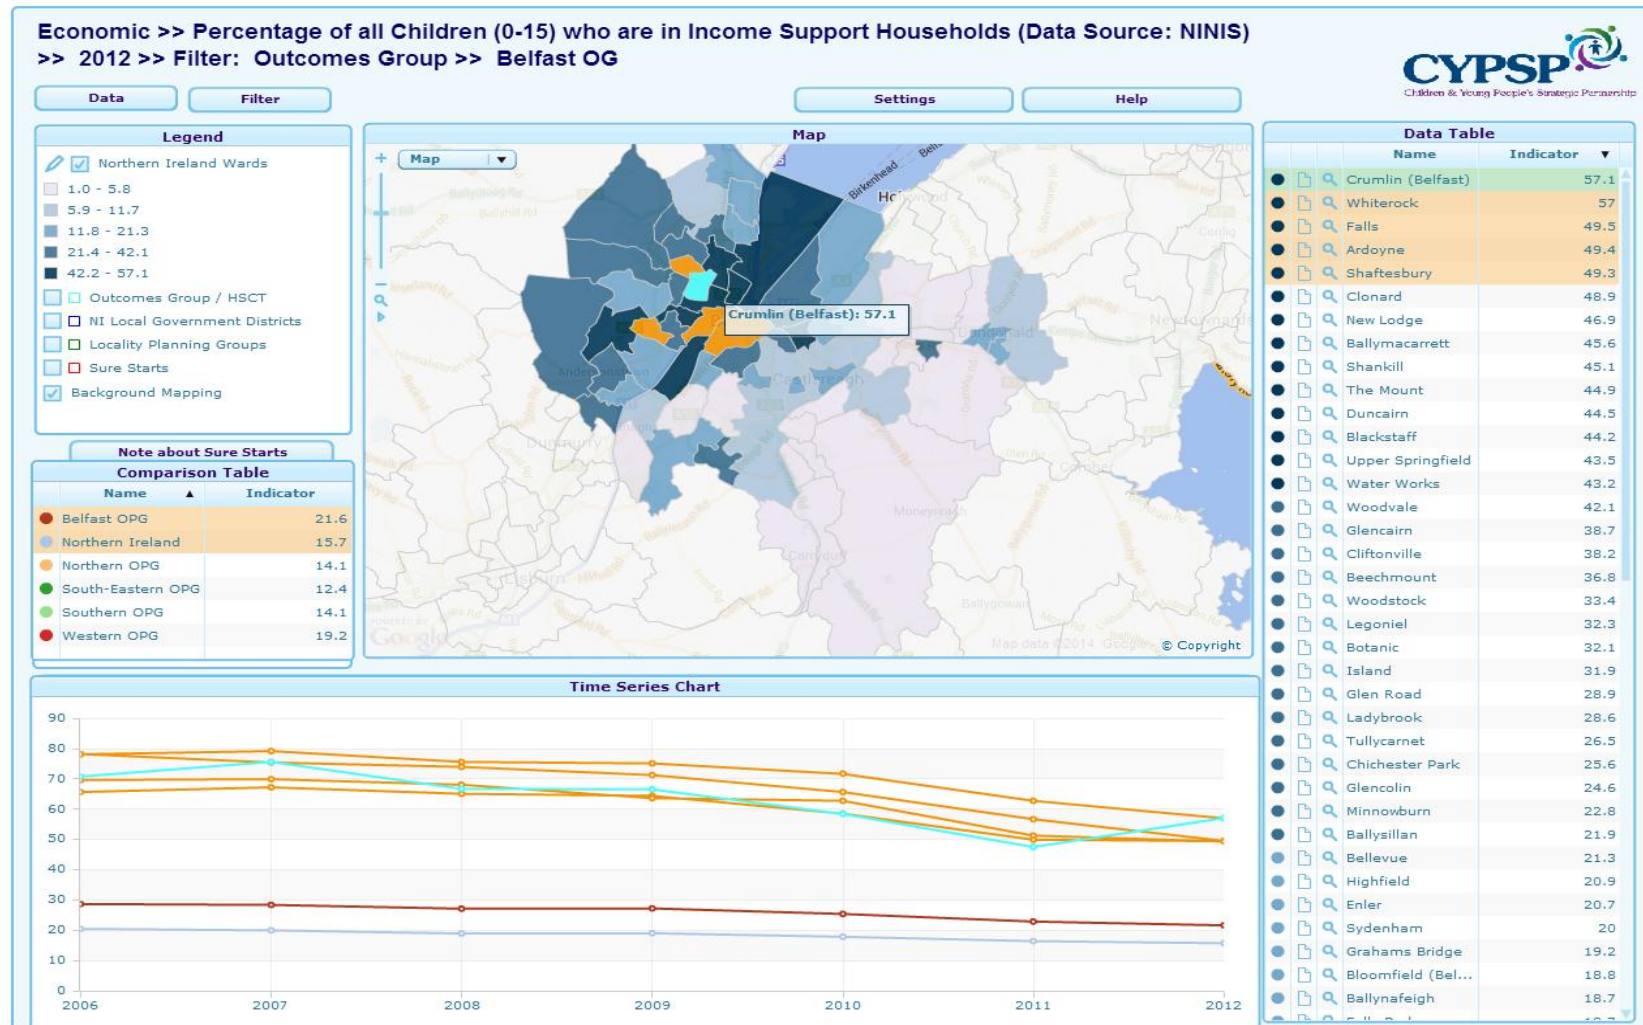 Economic >> Percentage of all Children (0-15) who are in Income Support Households (Data Source: NINIS)
>> 2012 >> Filter: Outcomes Group >> Belfast OG
CYPSP
Children & Young People's Strategic Partnership
Data
Filter
Settings
Help
Legend
Northern Ireland Wards
1.0 - 5.8
5.9 - 11.7
11.8 - 21.3
21.4 - 42.1
42.2 - 57.1
Outcomes Group / HSCT
NI Local Government Districts
Locality Planning Groups
Sure Starts
Background Mapping
Note about Sure Starts
Comparison Table
Name ▲ Indicator
Belfast OPG 21.6
Northern Ireland 15.7
Northern OPG 14.1
South-Eastern OPG 12.4
Southern OPG 14.1
Western OPG 19.2
Map
Map
Birkenhead
Crumlin (Belfast): 57.1
Castlereagh
Dunmurry
Comber
Moneyreagh
Carryduff
Lisburn
Ballygowan
Google
Map data ©2014 Google
© Copyright
Data Table
Name Indicator ▼
Crumlin (Belfast) 57.1
Whiterock 57
Falls 49.5
Ardoyne 49.4
Shaftesbury 49.3
Clonard 48.9
New Lodge 46.9
Ballymacarrett 45.6
Shankill 45.1
The Mount 44.9
Duncairn 44.5
Blackstaff 44.2
Upper Springfield 43.5
Water Works 43.2
Woodvale 42.1
Glencairn 38.7
Cliftonville 38.2
Beechmount 36.8
Woodstock 33.4
Legoniel 32.3
Botanic 32.1
Island 31.9
Glen Road 28.9
Ladybrook 28.6
Tullycarnet 26.5
Chichester Park 25.6
Glencolin 24.6
Minnowburn 22.8
Ballysillan 21.9
Bellevue 21.3
Highfield 20.9
Enler 20.7
Sydenham 20
Grahams Bridge 19.2
Bloomfield (Bel... 18.8
Ballynafeigh 18.7
Time Series Chart
90
80
70
60
50
40
30
20
10
0
2006 2007 2008 2009 2010 2011 2012